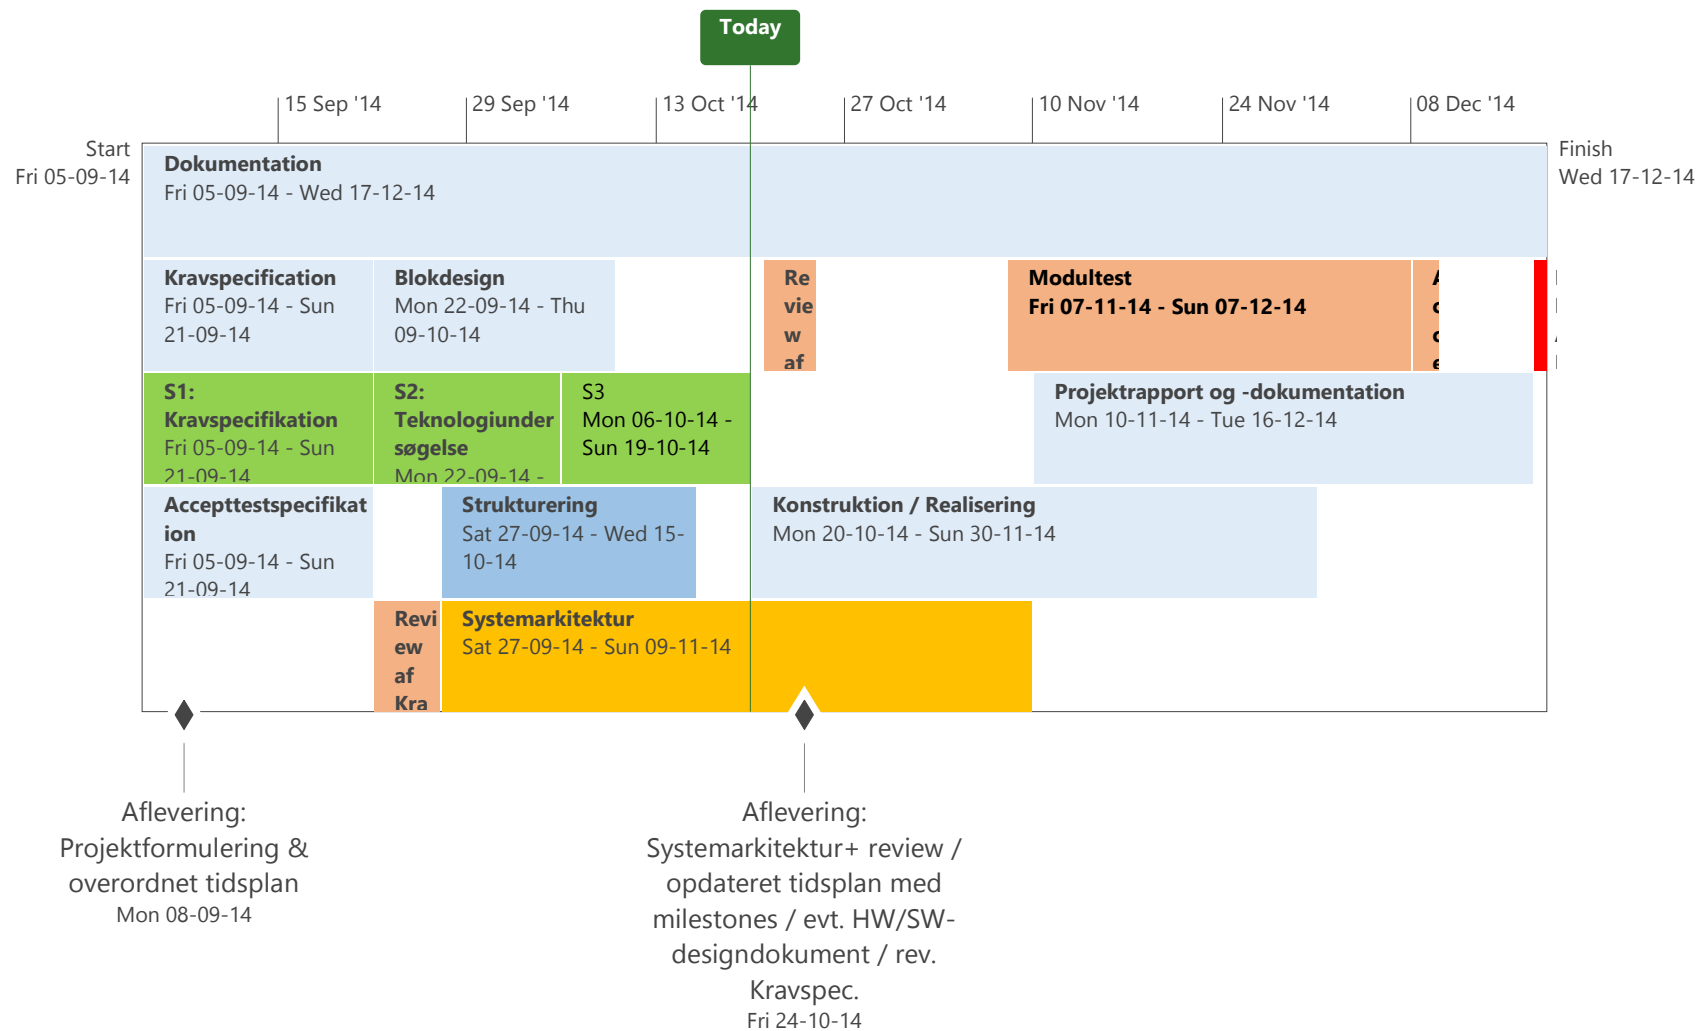 Today
15 Sep '14
29 Sep '14
13 Oct '14
27 Oct '14
10 Nov '14
24 Nov '14
08 Dec '14
Start
Fri 05-09-14
Finish
Wed 17-12-14
Dokumentation
Fri 05-09-14 - Wed 17-12-14
Kravspecification
Fri 05-09-14 - Sun
21-09-14
Blokdesign
Mon 22-09-14 - Thu
09-10-14
Re
vie
w
af
Modultest
Fri 07-11-14 - Sun 07-12-14
S1:
Kravspecifikation
Fri 05-09-14 - Sun
21-09-14
S2:
Teknologiunder
søgelse
Mon 22-09-14 -
S3
Mon 06-10-14 -
Sun 19-10-14
Projektrapport og -dokumentation
Mon 10-11-14 - Tue 16-12-14
Accepttestspecifikat
ion
Fri 05-09-14 - Sun
21-09-14
Strukturering
Sat 27-09-14 - Wed 15-
10-14
Konstruktion / Realisering
Mon 20-10-14 - Sun 30-11-14
Revi
ew
af
Kra
Systemarkitektur
Sat 27-09-14 - Sun 09-11-14
Aflevering:
Projektformulering &
overordnet tidsplan
Mon 08-09-14
Aflevering:
Systemarkitektur+ review /
opdateret tidsplan med
milestones / evt. HW/SW-
designdokument / rev.
Kravspec.
Fri 24-10-14